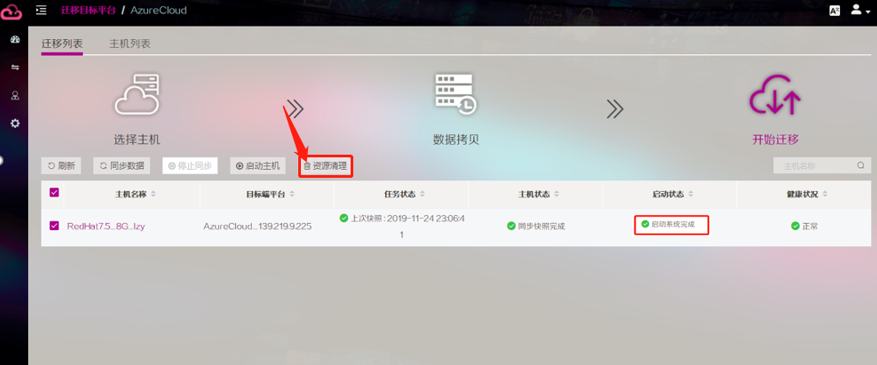 迁移目标平台 / AzureCloud
迁移列表 主机列表
选择主机 数据拷贝 开始迁移
刷新 同步数据 停止同步 启动主机 资源清理 主机名称
主机名称 目标端平台 任务状态 主机状态 启动状态 健康状况
RedHat7.5...8G...lzy AzureCloud...139.219.9.225 上次快照 : 2019-11-24 23:06:4 同步快照完成 启动系统完成 正常
1